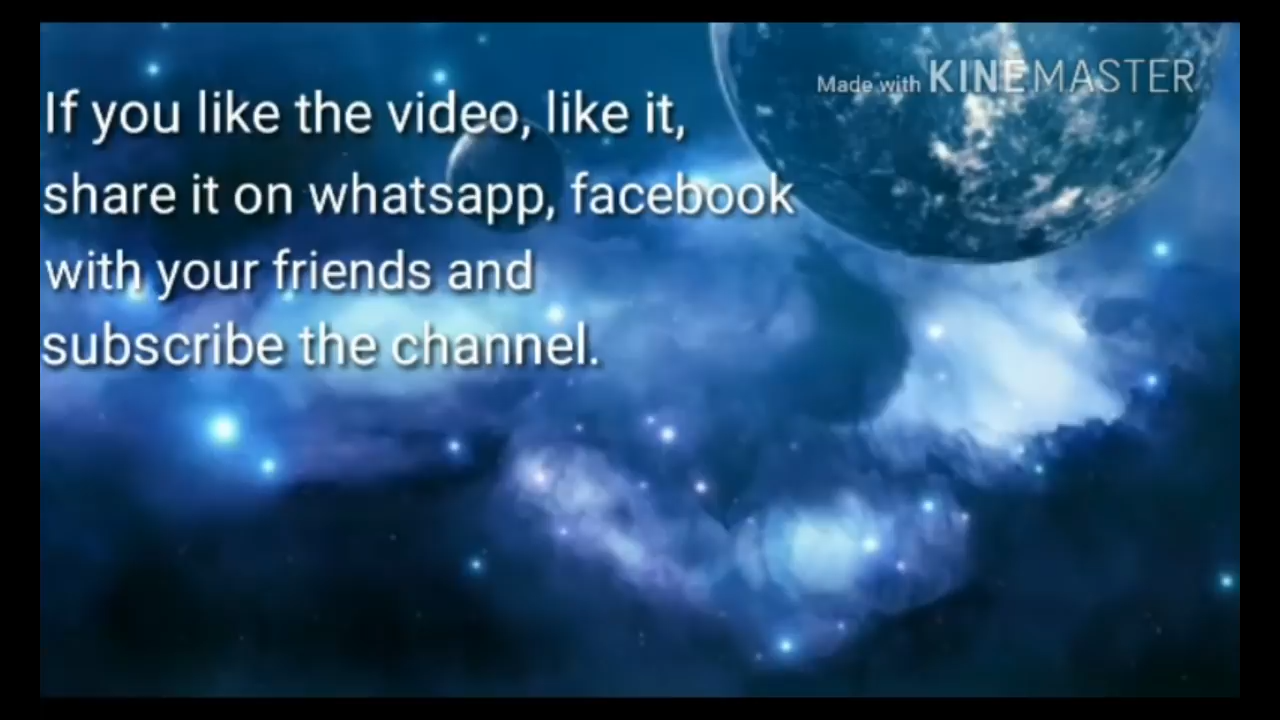 Made with KINEMASTER
If you like the video, like it,
share it on whatsapp, facebook
with your friends and
subscribe the channel.